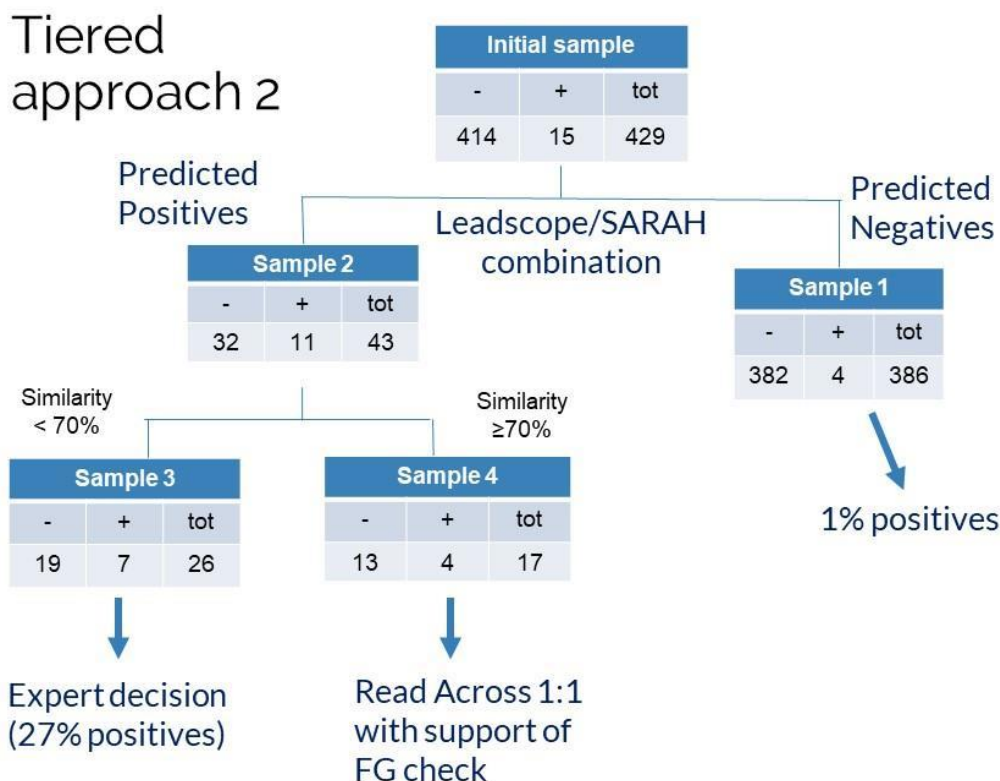 Tiered
approach 2
Initial sample
- + tot
414 15 429
Predicted
Positives
Leadscope/SARAH
combination
Predicted
Negatives
Sample 2
- + tot
32 11 43
Sample 1
- + tot
382 4 386
Similarity
< 70%
Similarity
≥70%
Sample 3
- + tot
19 7 26
Sample 4
- + tot
13 4 17
1% positives
Expert decision
(27% positives)
Read Across 1:1
with support of
FG check